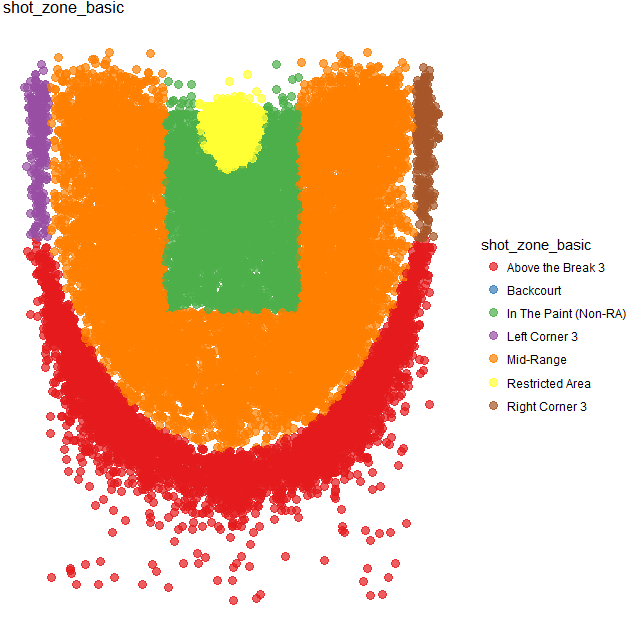 shot_zone_basic
shot_zone_basic
Above the Break 3
Backcourt
In The Paint (Non-RA)
Left Corner 3
Mid-Range
Restricted Area
Right Corner 3